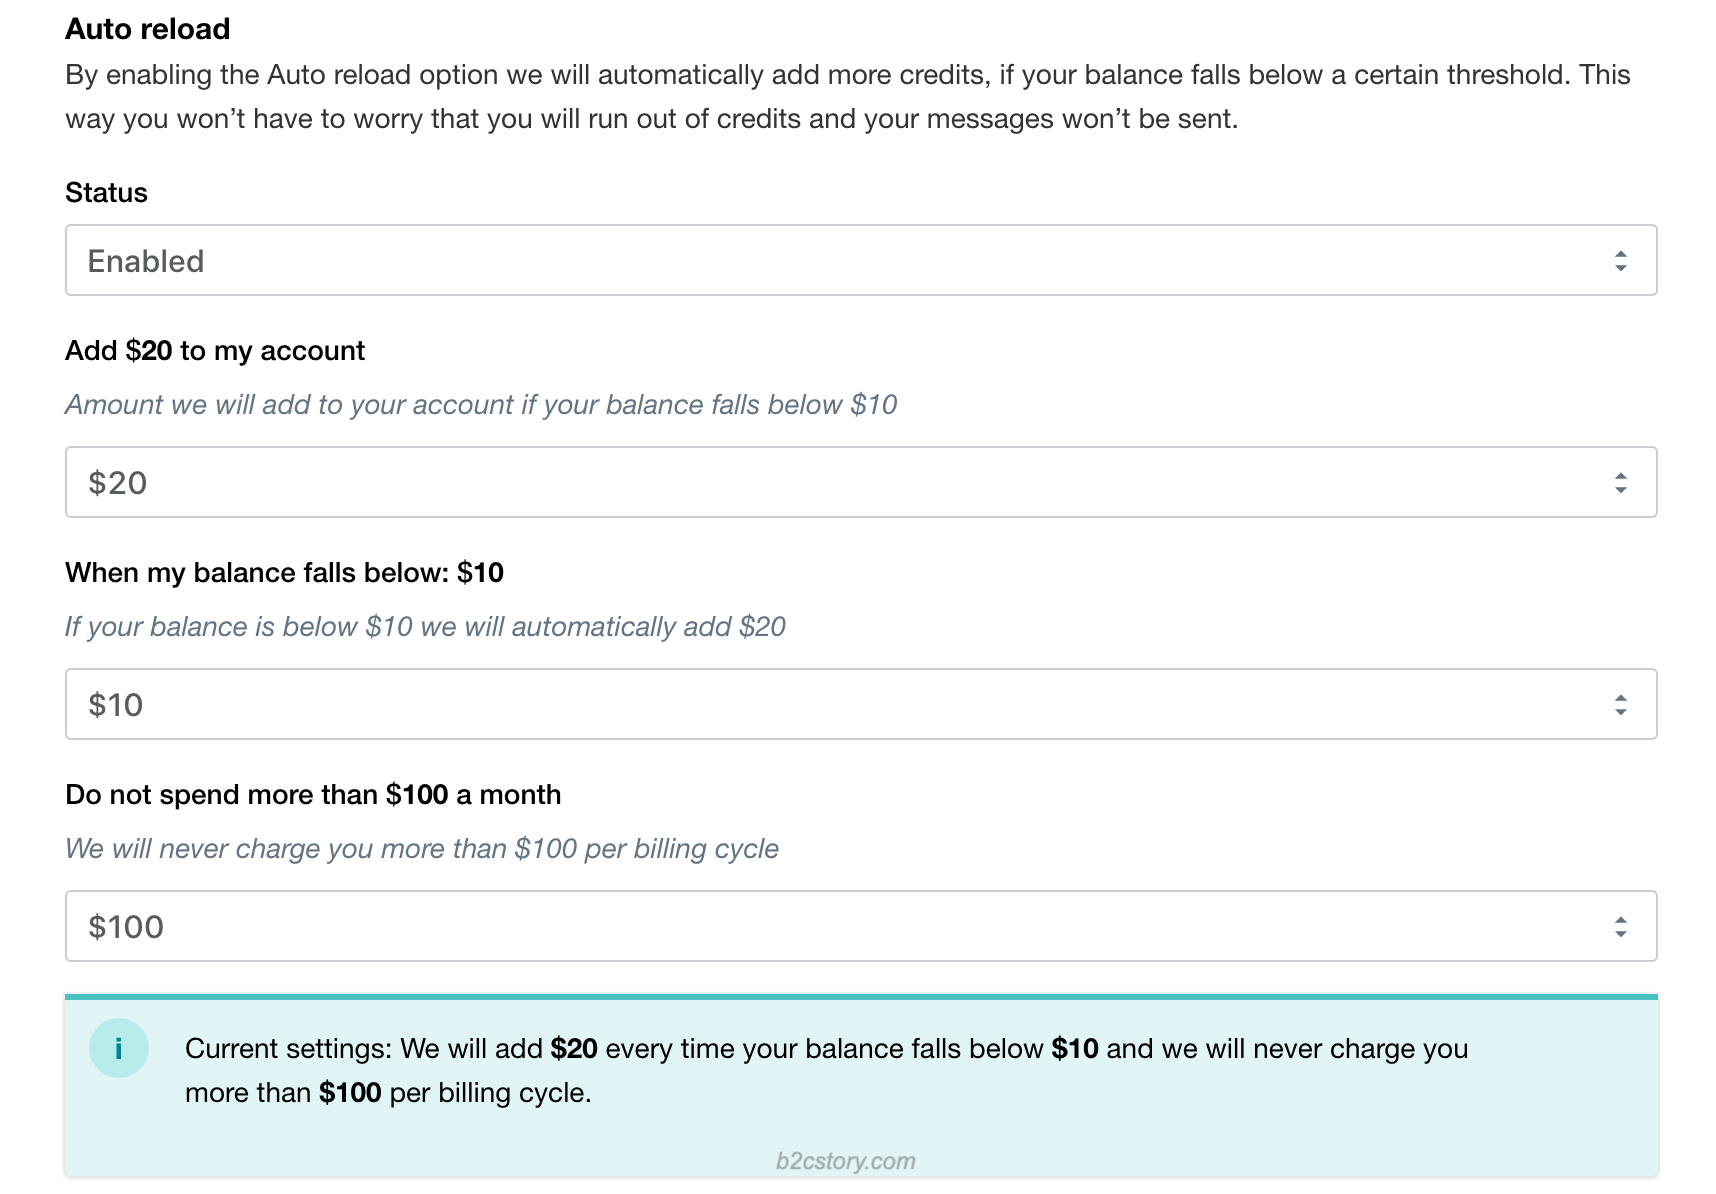 Auto reload
By enabling the Auto reload option we will automatically add more credits, if your balance falls below a certain threshold. This
way you won’t have to worry that you will run out of credits and your messages won’t be sent.
Status
Enabled
Add $20 to my account
Amount we will add to your account if your balance falls below $10
$20
When my balance falls below: $10
If your balance is below $10 we will automatically add $20
$10
Do not spend more than $100 a month
We will never charge you more than $100 per billing cycle
$100
i
Current settings: We will add $20 every time your balance falls below $10 and we will never charge you
more than $100 per billing cycle.
b2cstory.com